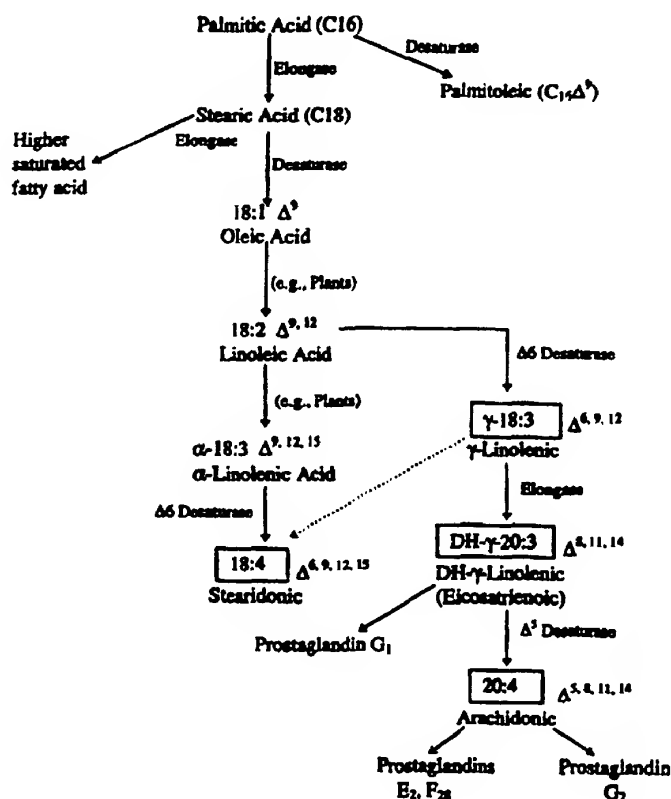 Palmitic Acid (C16)
Desaturase
Elongase
Palmitoleic (C₁₆Δ⁹)
Stearic Acid (C18)
Elongase
Higher
saturated
fatty acid
Desaturase
18:1 Δ⁹
Oleic Acid
(e.g., Plants)
18:2 Δ⁹, ¹²
Linoleic Acid
Δ6 Desaturase
(e.g., Plants)
γ-18:3 Δ⁶, ⁹, ¹²
γ-Linolenic
α-18:3 Δ⁹, ¹², ¹⁵
α-Linolenic Acid
Elongase
Δ6 Desaturase
DH-γ-20:3 Δ⁸, ¹¹, ¹⁴
DH-γ-Linolenic
(Eicosatrienoic)
18:4 Δ⁶, ⁹, ¹², ¹⁵
Stearidonic
Δ⁵ Desaturase
Prostaglandin G₁
20:4 Δ⁵, ⁸, ¹¹, ¹⁴
Arachidonic
Prostaglandins
E₂, F₂ₐ
Prostaglandin
G₂